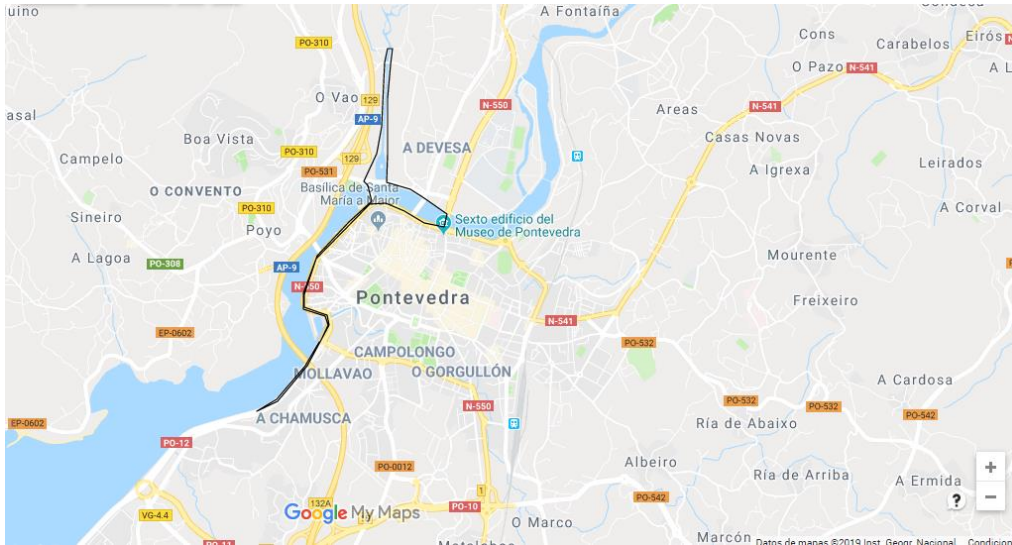 uino
A Fontaíña
Condesa
PO-310
Cons
Carabelos
Eirós
N-541
O Pazo
N-541
A L
O Vao
129
N-550
Areas
N-541
asal
AP-9
Casas Novas
Boa Vista
A DEVESA
Campelo
PO-310
129
A Igrexa
Leirados
PO-531
O CONVENTO
Basílica de Santa
María a Maior
Sineiro
PO-310
Sexto edificio del
Museo de Pontevedra
A Corval
Poyo
A Lagoa
PO-308
AP-9
Mourente
N-550
Pontevedra
Freixeiro
EP-0602
N-541
PO-532
CAMPOLONGO
MOLLAVAO
O GORGULLÓN
A Cardosa
N-550
PO-532
PO-532
PO-542
A CHAMUSCA
EP-0602
Ría de Abaixo
PO-12
PO-0012
Albeiro
Ría de Arriba
A Ermida
+
1
PO-542
?
−
132A
VG-4.4
Google My Maps
PO-10
O Marco
Marcón
PO-11
Datos de mapas ©2019 Inst. Geogr. Nacional
Condicion